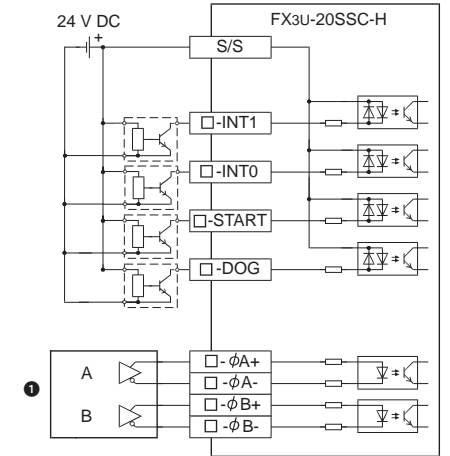 24 V DC
FX3U-20SSC-H
+
S/S
□-INT1
□-INT0
□-START
□-DOG
❶
A
□-ϕA+
□-ϕA-
B
□-ϕB+
□-ϕB-